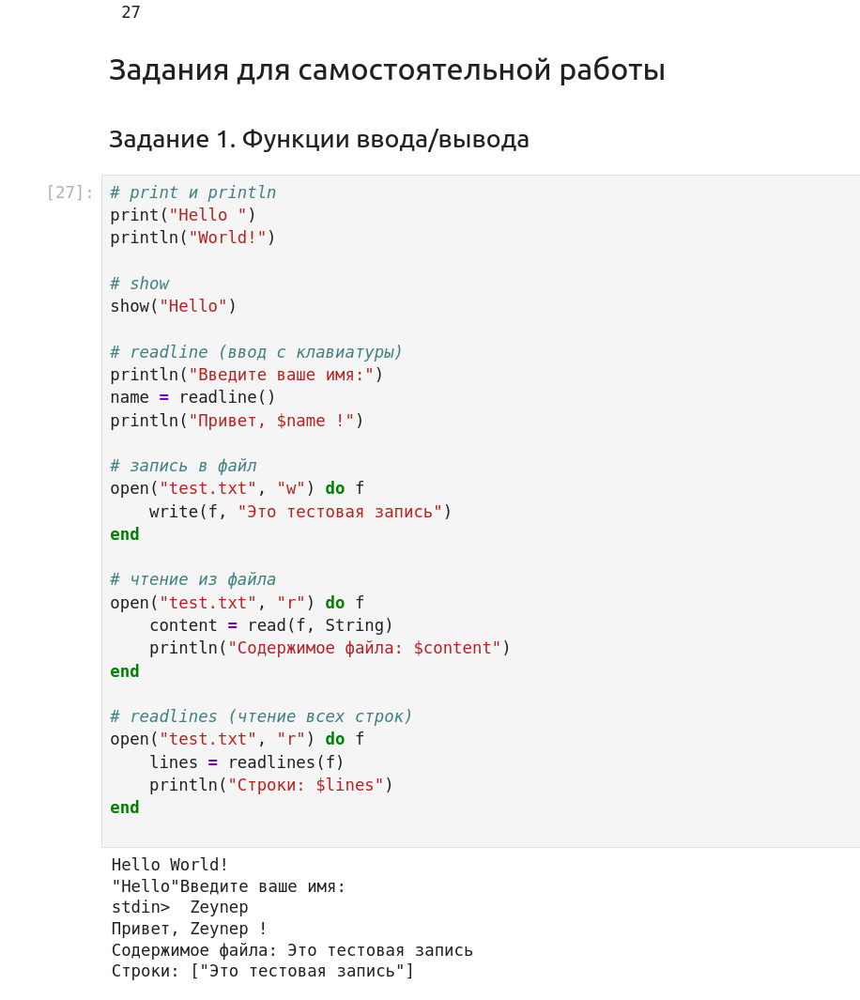 27
Задания для самостоятельной работы
Задание 1. Функции ввода/вывода
[27]:
# print и println
print("Hello ")
println("World!")
# show
show("Hello")
# readline (ввод с клавиатуры)
println("Введите ваше имя:")
name = readline()
println("Привет, $name !")
# запись в файл
open("test.txt", "w") do f
    write(f, "Это тестовая запись")
end
# чтение из файла
open("test.txt", "r") do f
    content = read(f, String)
    println("Содержимое файла: $content")
end
# readlines (чтение всех строк)
open("test.txt", "r") do f
    lines = readlines(f)
    println("Строки: $lines")
end
Hello World!
"Hello"Введите ваше имя:
stdin>  Zeynep
Привет, Zeynep !
Содержимое файла: Это тестовая запись
Строки: ["Это тестовая запись"]